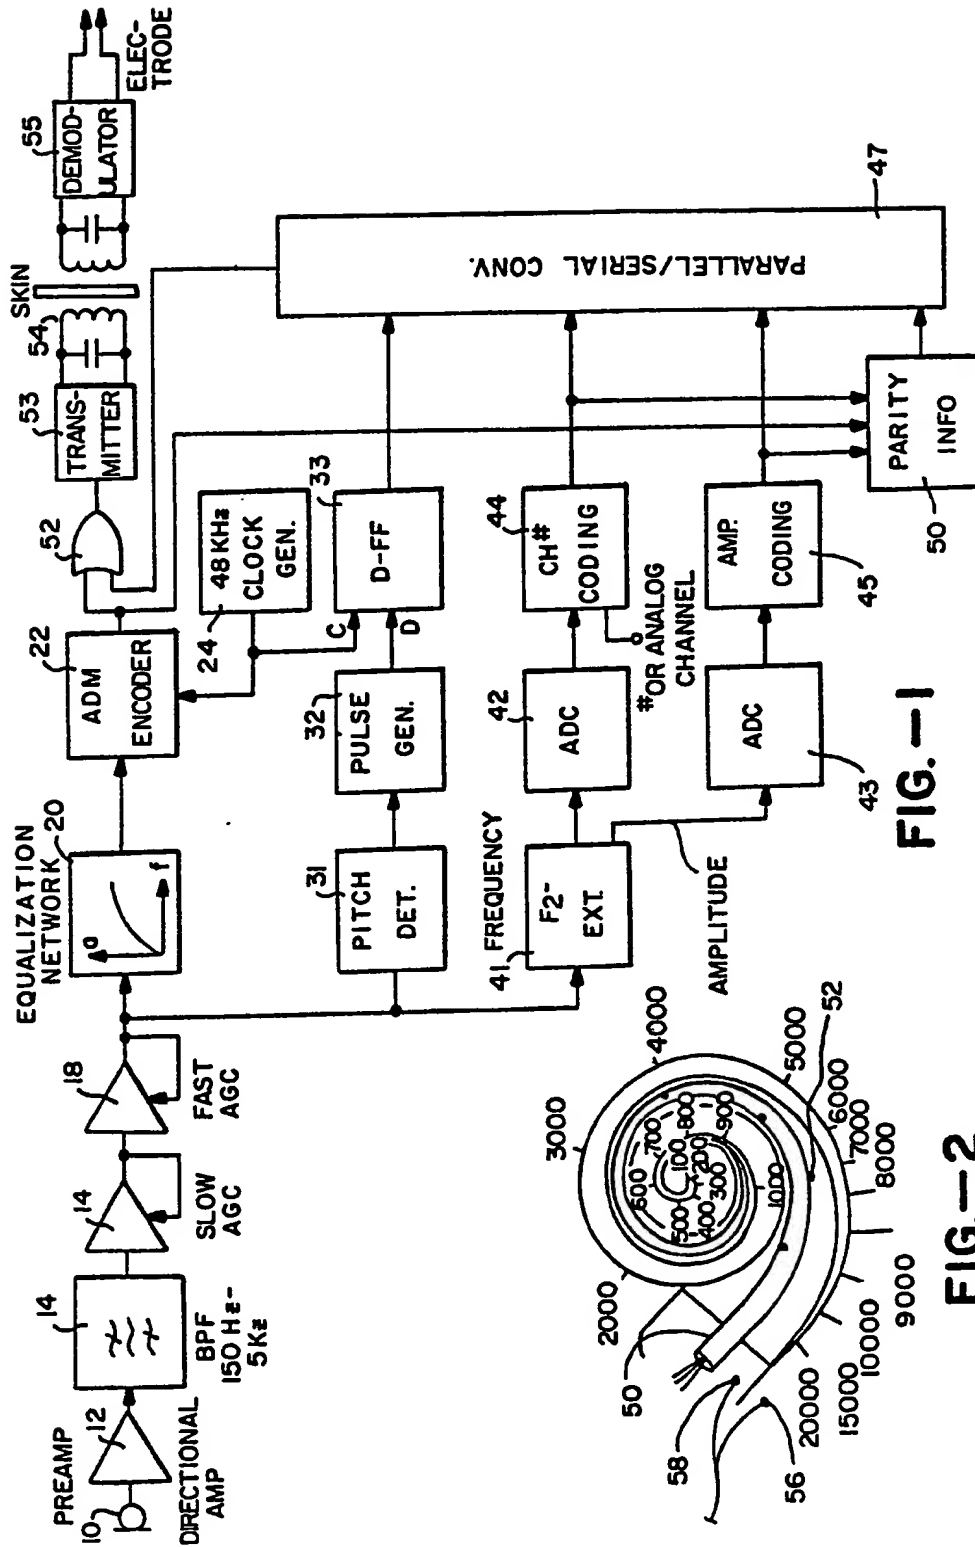 PREAMP
10
12
DIRECTIONAL
AMP
14
BPF
150 Hz-
5 Kz
14
SLOW
AGC
18
FAST
AGC
EQUALIZATION
NETWORK
20
a
f
22
ADM
ENCODER
52
53
TRANS-
MITTER
54
SKIN
55
DEMOD-
ULATOR
ELEC-
TRODE
24
48 KHz
CLOCK
GEN.
31
PITCH
DET.
32
PULSE
GEN.
33
C
D
D-FF
41
FREQUENCY
F2-
EXT.
AMPLITUDE
42
ADC
44
CH#
CODING
# OR ANALOG
CHANNEL
43
ADC
45
AMP.
CODING
47
PARALLEL/SERIAL CONV.
50
PARITY
INFO
FIG.-1
50
58
56
52
100
200
300
400
500
600
700
800
900
1000
2000
3000
4000
5000
6000
7000
8000
9000
10000
15000
20000
FIG.-2